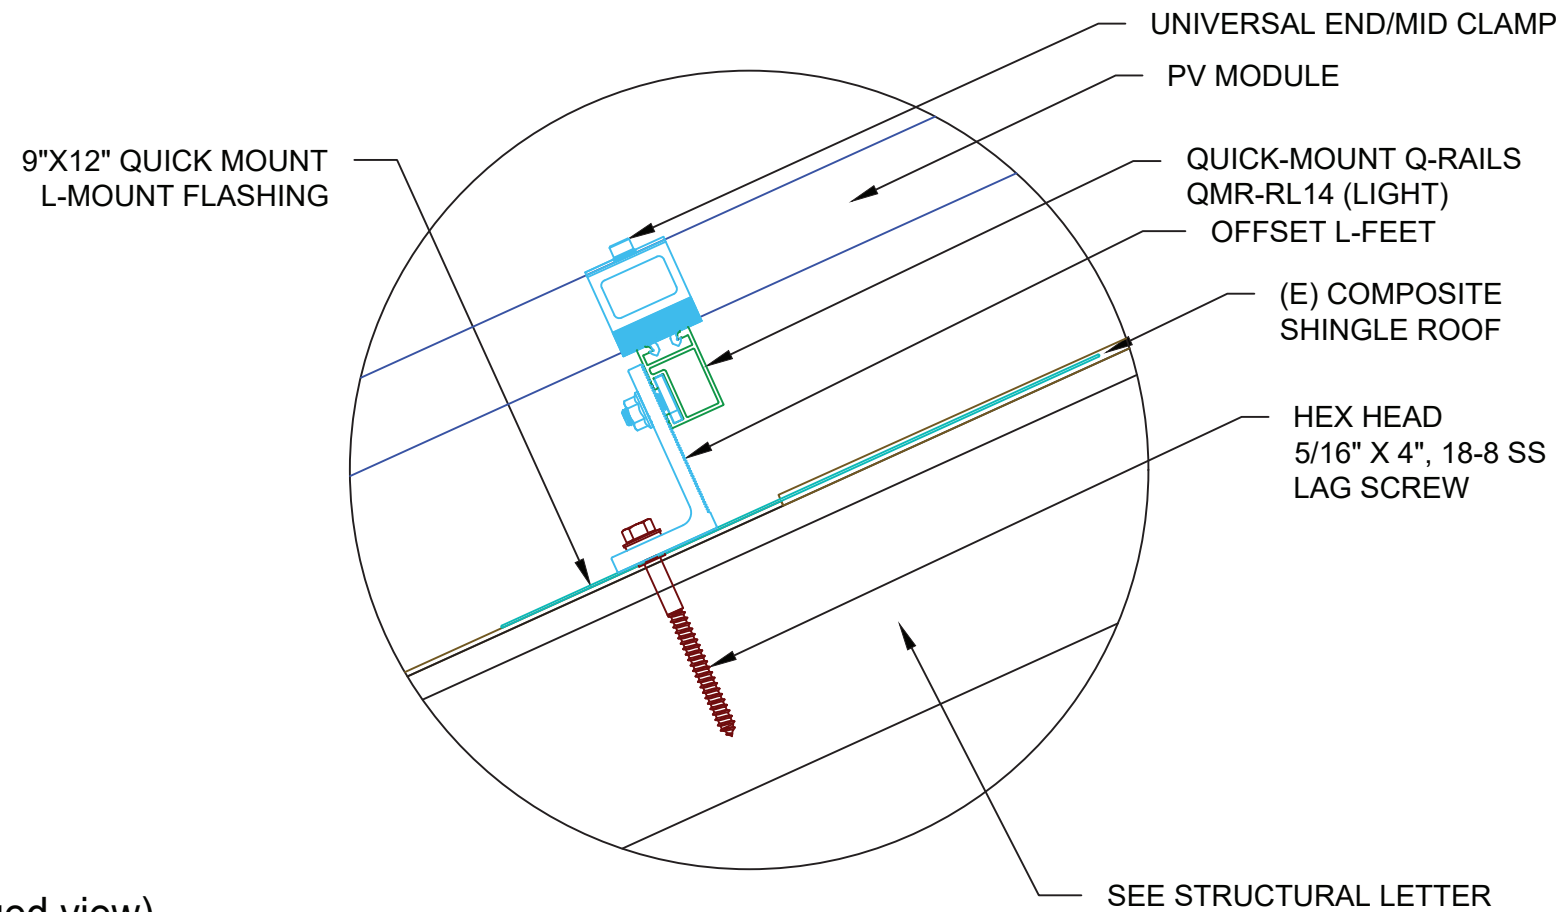 UNIVERSAL END/MID CLAMP
PV MODULE
9"X12" QUICK MOUNT
L-MOUNT FLASHING
QUICK-MOUNT Q-RAILS
QMR-RL14 (LIGHT)
OFFSET L-FEET
(E) COMPOSITE
SHINGLE ROOF
HEX HEAD
5/16" X 4", 18-8 SS
LAG SCREW
SEE STRUCTURAL LETTER
view)